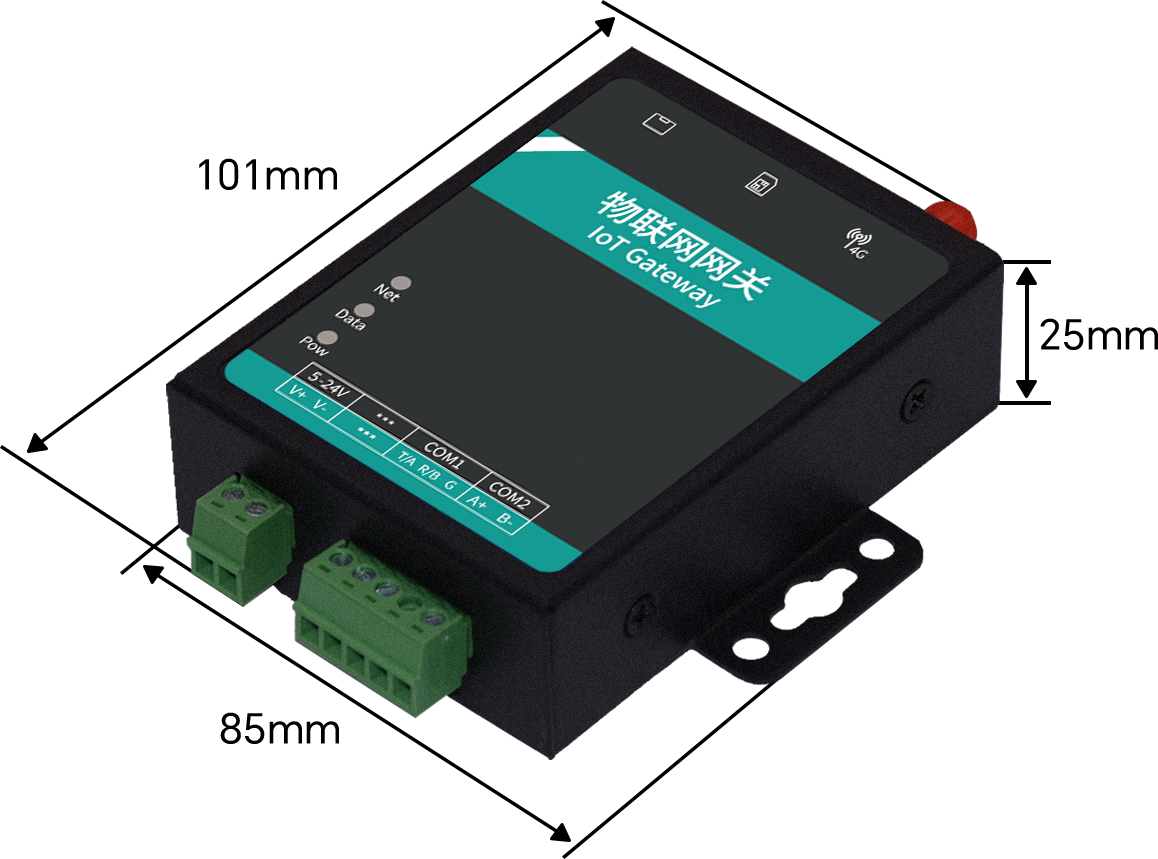 101mm
4G
物联网网关
IoT Gateway
25mm
Net
Data
Pow
5-24V *** COM1 COM2
V+ V- *** T/A R/B G A+ B-
85mm